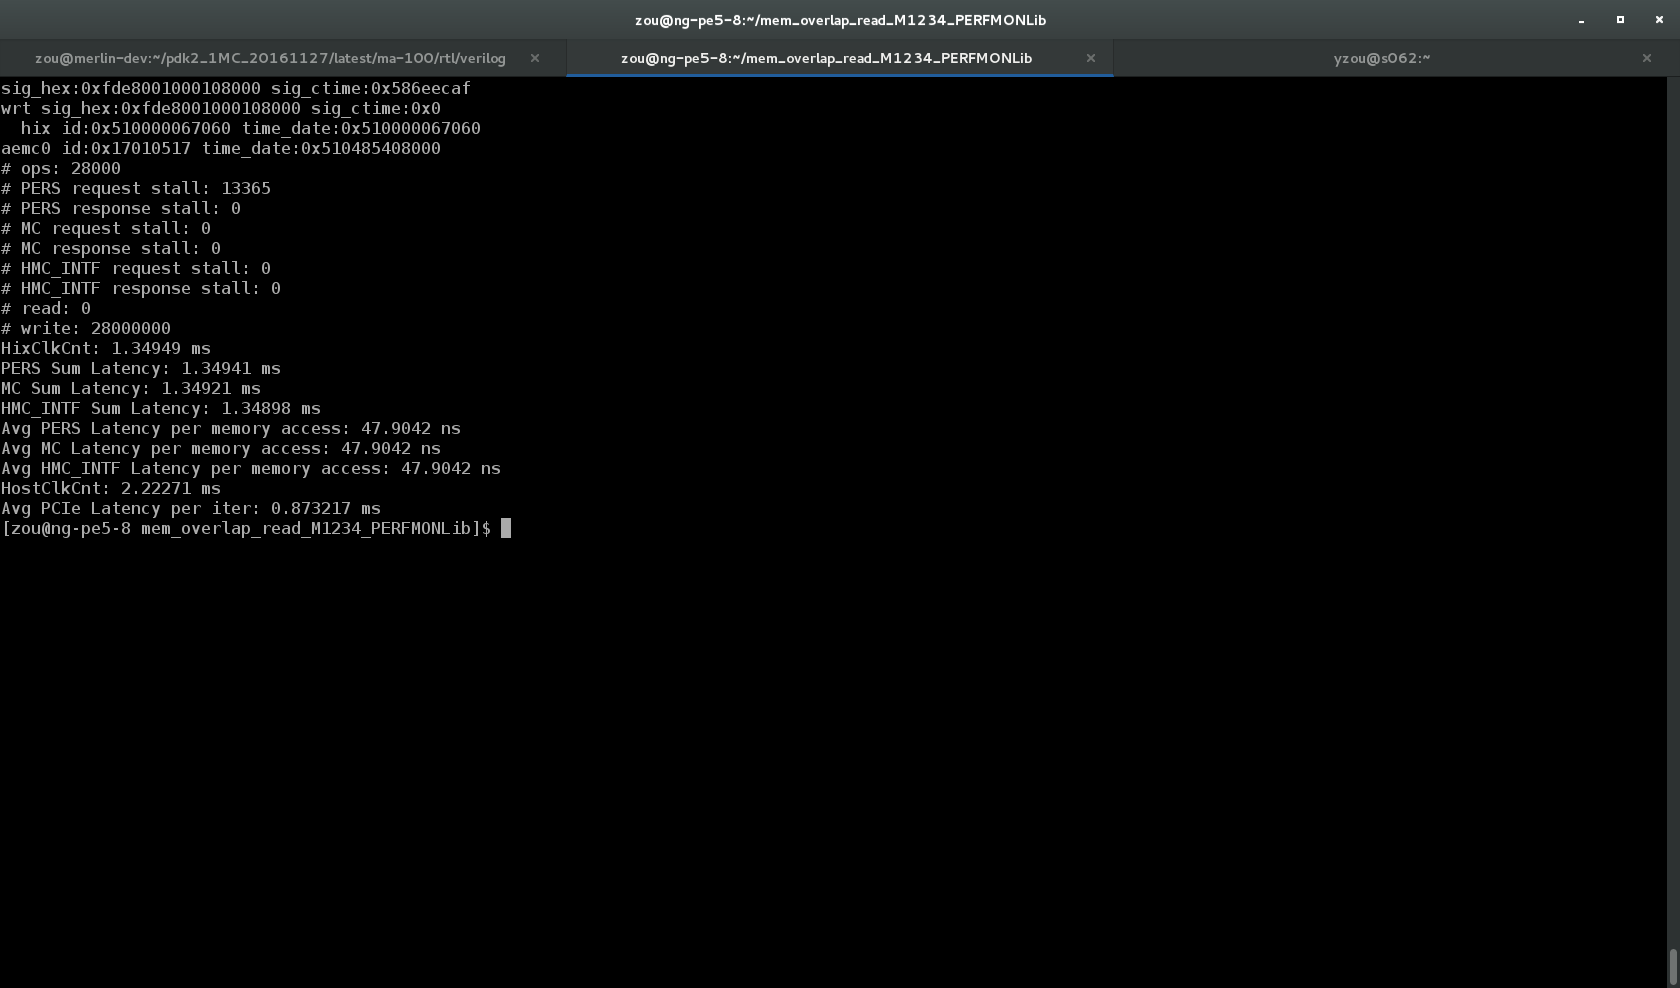 zou@ng-pe5-8:~/mem_overlap_read_M1234_PERFMONLib
zou@merlin-dev:~/pdk2_1MC_20161127/latest/ma-100/rtl/verilog
zou@ng-pe5-8:~/mem_overlap_read_M1234_PERFMONLib
yzou@s062:~
sig_hex:0xfde8001000108000 sig_ctime:0x586eecaf
wrt sig_hex:0xfde8001000108000 sig_ctime:0x0
  hix id:0x510000067060 time_date:0x510000067060
aemc0 id:0x17010517 time_date:0x510485408000
# ops: 28000
# PERS request stall: 13365
# PERS response stall: 0
# MC request stall: 0
# MC response stall: 0
# HMC_INTF request stall: 0
# HMC_INTF response stall: 0
# read: 0
# write: 28000000
HixClkCnt: 1.34949 ms
PERS Sum Latency: 1.34941 ms
MC Sum Latency: 1.34921 ms
HMC_INTF Sum Latency: 1.34898 ms
Avg PERS Latency per memory access: 47.9042 ns
Avg MC Latency per memory access: 47.9042 ns
Avg HMC_INTF Latency per memory access: 47.9042 ns
HostClkCnt: 2.22271 ms
Avg PCIe Latency per iter: 0.873217 ms
[zou@ng-pe5-8 mem_overlap_read_M1234_PERFMONLib]$